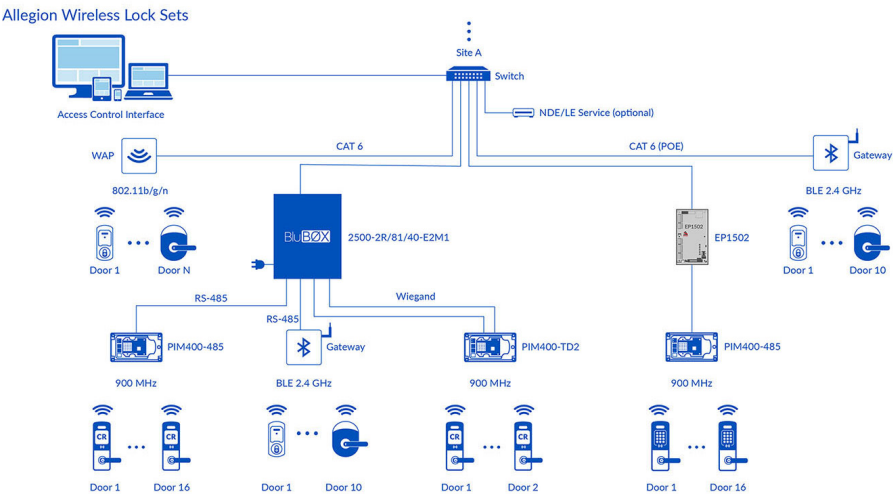 Allegion Wireless Lock Sets
Site A
Switch
Access Control Interface
NDE/LE Service (optional)
WAP
CAT 6
CAT 6 (POE)
Gateway
802.11b/g/n
BLE 2.4 GHz
BluBØX
2500-2R/81/40-E2M1
EP1502
EP1502
Door 1
Door N
Door 1
Door 10
RS-485
Wiegand
RS-485
PIM400-485
Gateway
PIM400-TD2
PIM400-485
900 MHz
BLE 2.4 GHz
900 MHz
900 MHz
CR
CR
CR
CR
Door 1
Door 16
Door 1
Door 10
Door 1
Door 2
Door 1
Door 16